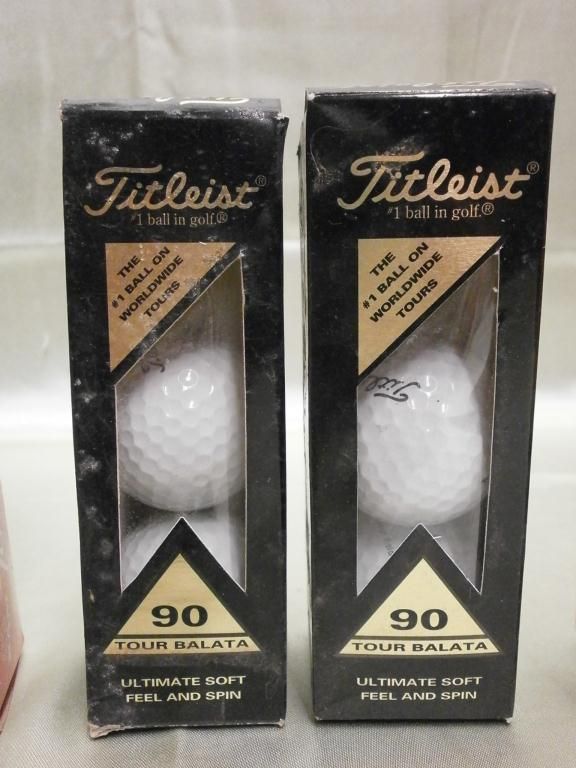 Titleist®
#1 ball in golf.®
THE
#1 BALL ON
WORLDWIDE
TOURS
90
TOUR BALATA
ULTIMATE SOFT
FEEL AND SPIN
Titleist®
#1 ball in golf.®
THE
#1 BALL ON
WORLDWIDE
TOURS
Titl
90
TOUR BALATA
ULTIMATE SOFT
FEEL AND SPIN